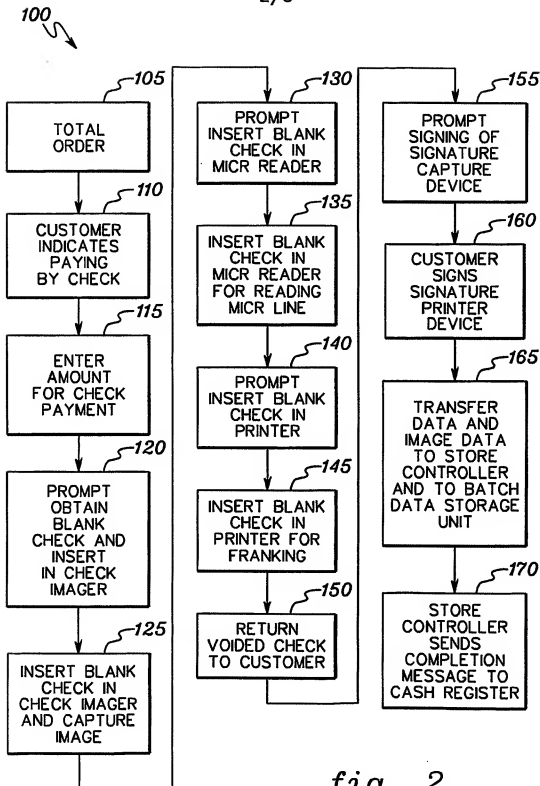 100
105
TOTAL
ORDER
110
CUSTOMER
INDICATES
PAYING
BY CHECK
115
ENTER
AMOUNT
FOR CHECK
PAYMENT
120
PROMPT
OBTAIN
BLANK
CHECK AND
INSERT
IN CHECK
IMAGER
125
INSERT BLANK
CHECK IN
CHECK IMAGER
AND CAPTURE
IMAGE
130
PROMPT
INSERT BLANK
CHECK IN
MICR READER
135
INSERT BLANK
CHECK IN
MICR READER
FOR READING
MICR LINE
140
PROMPT
INSERT BLANK
CHECK IN
PRINTER
145
INSERT BLANK
CHECK IN
PRINTER FOR
FRANKING
150
RETURN
VOIDED CHECK
TO CUSTOMER
155
PROMPT
SIGNING OF
SIGNATURE
CAPTURE
DEVICE
160
CUSTOMER
SIGNS
SIGNATURE
PRINTER
DEVICE
165
TRANSFER
DATA AND
IMAGE DATA
TO STORE
CONTROLLER
AND TO BATCH
DATA STORAGE
UNIT
170
STORE
CONTROLLER
SENDS
COMPLETION
MESSAGE TO
CASH REGISTER
fig. 2